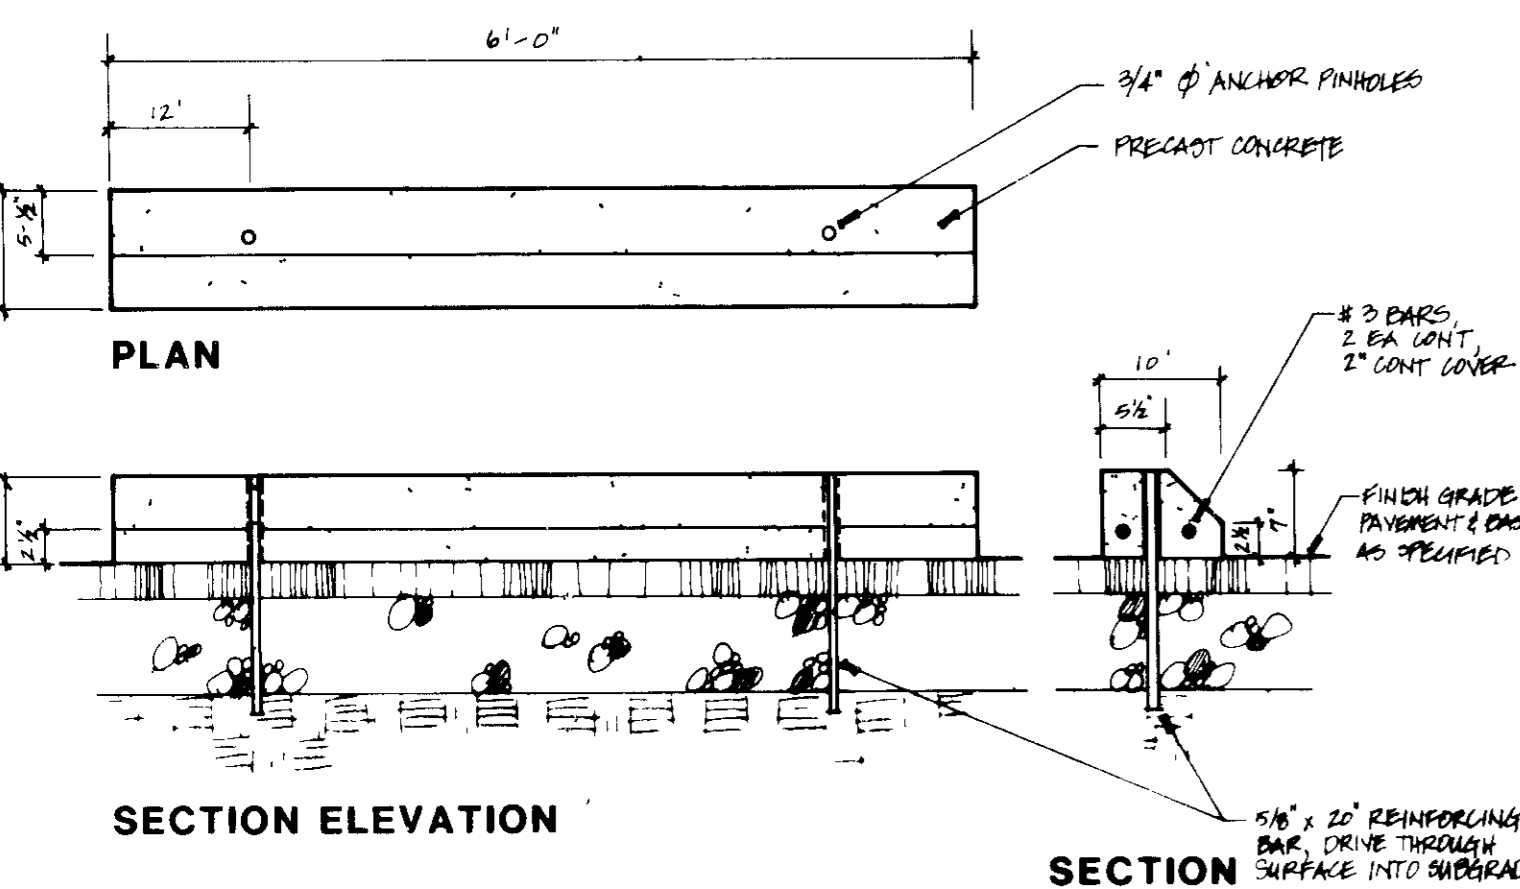 6'-0"
3/4" Ø ANCHOR PINHOLES
12'
PRECAST CONCRETE
5-½"
PLAN
# 3 BARS,
2 EA CONT,
2" CONT COVER
10'
5½"
FINISH GRADE
PAVEMENT & BAS
AS SPECIFIED
2½"
2½
7"
5/8" x 20" REINFORCING
BAR, DRIVE THROUGH
SURFACE INTO SUBGRAD
SECTION ELEVATION
SECTION